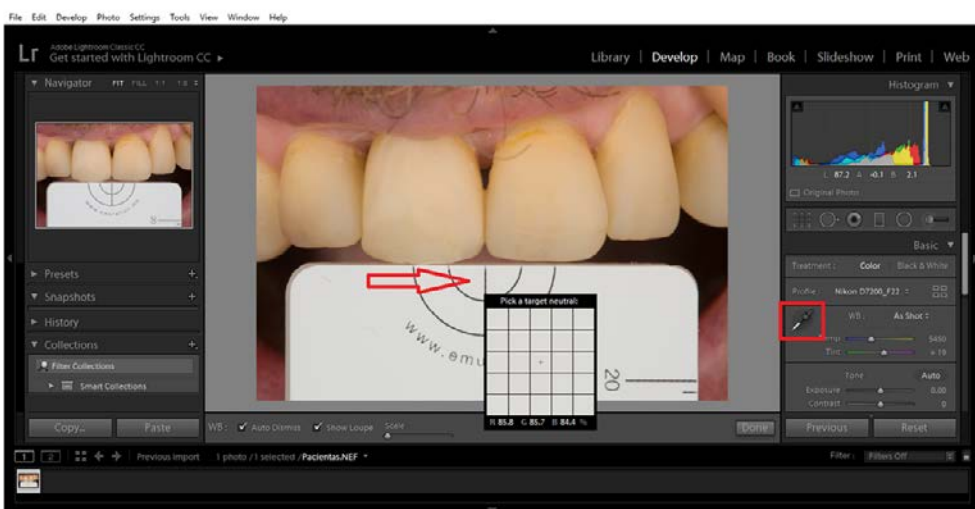 File Edit Develop Photo Settings Tools View Window Help
Lr Adobe Lightroom Classic CC
Get started with Lightroom CC ▸
Library | Develop | Map | Book | Slideshow | Print | Web
Navigator FIT FILL 1:1 1:8
Histogram
L 87.2 A -0.1 B 2.1
Original Photo
Basic
Treatment : Color Black & White
Profile : Nikon D7200_F22
WB : As Shot
Temp 5450
Tint + 19
Tone Auto
Exposure 0.00
Contrast 0
Presets
Snapshots
History
Collections
Filter Collections
Smart Collections
www.emu
20
Pick a target neutral:
R 85.8 G 85.7 B 84.4 %
Copy... Paste
WB : Auto Dismiss Show Loupe Scale
Done
Previous Reset
1 2 Previous Import 1 photo / 1 selected / Pacientas.NEF
Filter : Filters Off